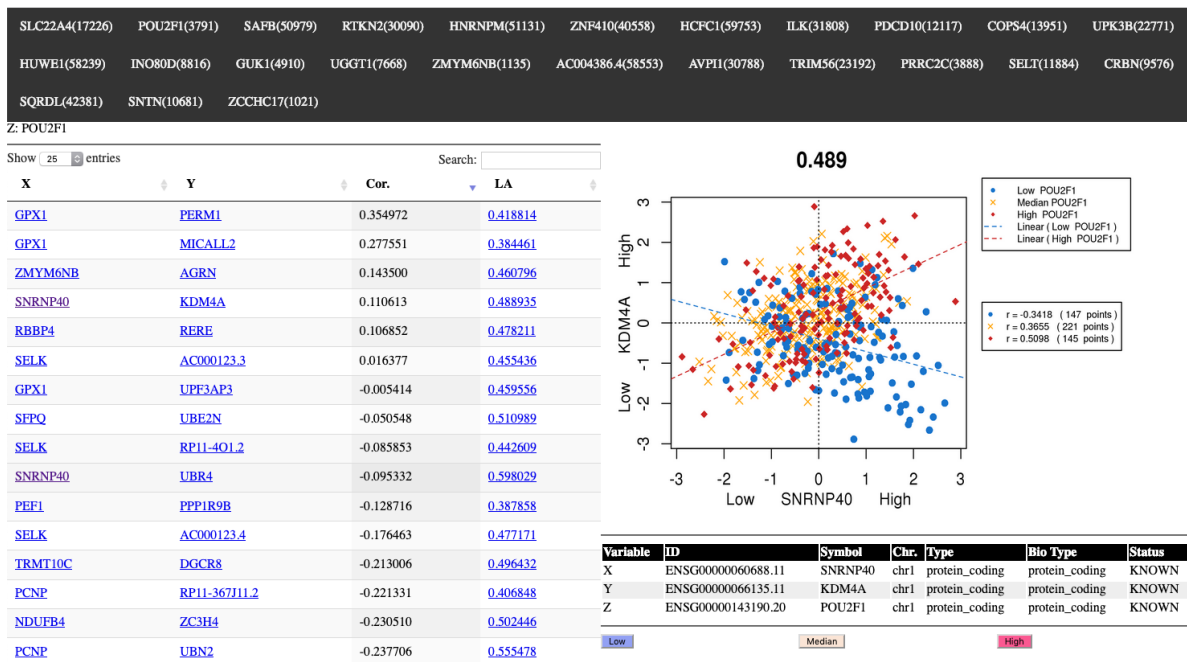 SLC22A4(17226) POU2F1(3791) SAFB(50979) RTKN2(30090) HNRNPM(51131) ZNF410(40558) HCFC1(59753) ILK(31808) PDCD10(12117) COPS4(13951) UPK3B(22771)
HUWE1(58239) INO80D(8816) GUK1(4910) UGGT1(7668) ZMYM6NB(1135) AC004386.4(58553) AVPI1(30788) TRIM56(23192) PRRC2C(3888) SELT(11884) CRBN(9576)
SQRDL(42381) SNTN(10681) ZCCHC17(1021)
Z: POU2F1
Show 25 entries Search:
X Y Cor. LA
GPX1 PERM1 0.354972 0.418814
GPX1 MICALL2 0.277551 0.384461
ZMYM6NB AGRN 0.143500 0.460796
SNRNP40 KDM4A 0.110613 0.488935
RBBP4 RERE 0.106852 0.478211
SELK AC000123.3 0.016377 0.455436
GPX1 UPF3AP3 -0.005414 0.459556
SFPQ UBE2N -0.050548 0.510989
SELK RP11-4O1.2 -0.085853 0.442609
SNRNP40 UBR4 -0.095332 0.598029
PEF1 PPP1R9B -0.128716 0.387858
SELK AC000123.4 -0.176463 0.477171
TRMT10C DGCR8 -0.213006 0.496432
PCNP RP11-367J11.2 -0.221331 0.406848
NDUFB4 ZC3H4 -0.230510 0.502446
PCNP UBN2 -0.237706 0.555478
0.489
Low POU2F1
Median POU2F1
High POU2F1
Linear ( Low POU2F1 )
Linear ( High POU2F1 )
r = -0.3418 ( 147 points )
r = 0.3655 ( 221 points )
r = 0.5098 ( 145 points )
3
2
1
0
-1
-2
-3
Low KDM4A High
-3 -2 -1 0 1 2 3
Low SNRNP40 High
Variable ID Symbol Chr. Type Bio Type Status
X ENSG00000060688.11 SNRNP40 chr1 protein_coding protein_coding KNOWN
Y ENSG00000066135.11 KDM4A chr1 protein_coding protein_coding KNOWN
Z ENSG00000143190.20 POU2F1 chr1 protein_coding protein_coding KNOWN
Low Median High